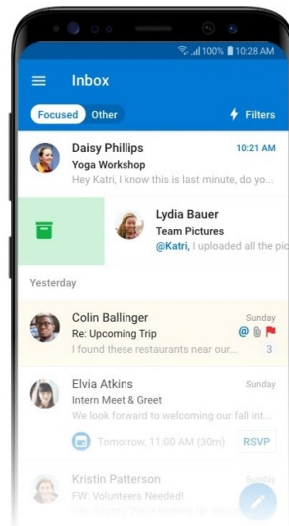 100% 10:28 AM
Inbox
Focused Other Filters
Daisy Phillips 10:21 AM
Yoga Workshop
Hey Katri, I know this is last minute, do yo...
Lydia Bauer
Team Pictures
@Katri, I uploaded all the pic
Yesterday
Colin Ballinger Sunday
Re: Upcoming Trip @
I found these restaurants near our... 3
Elvia Atkins Sunday
Intern Meet & Greet
We look forward to welcoming our fall int...
Tomorrow, 11:00 AM (30m) RSVP
Kristin Patterson Sunday
FW: Volunteers Needed!